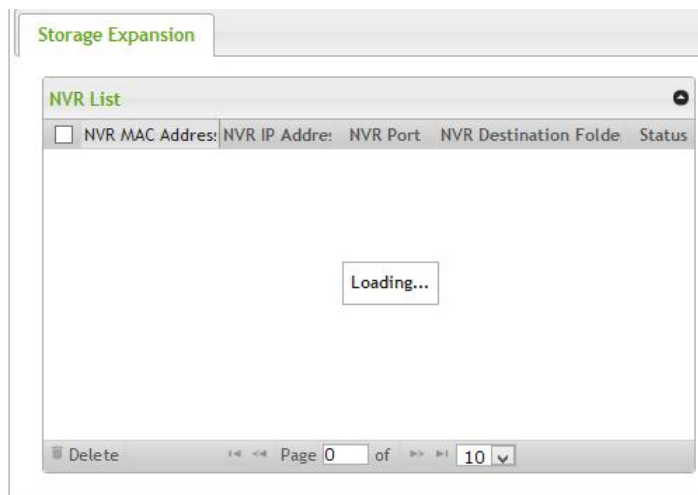 Storage Expansion
NVR List
NVR MAC Address NVR IP Addre: NVR Port NVR Destination Folde Status
Loading...
Delete Page 0 of 10